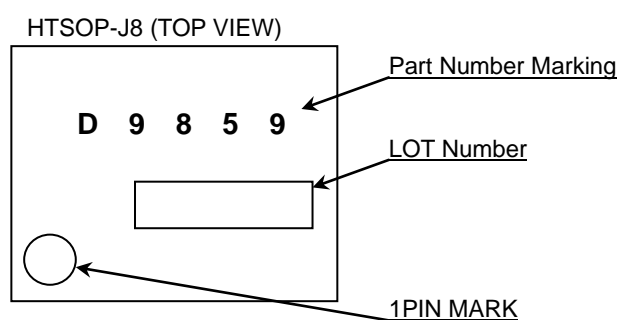 HTSOP-J8 (TOP VIEW)
Part Number Marking
D 9 8 5 9
LOT Number
1PIN MARK